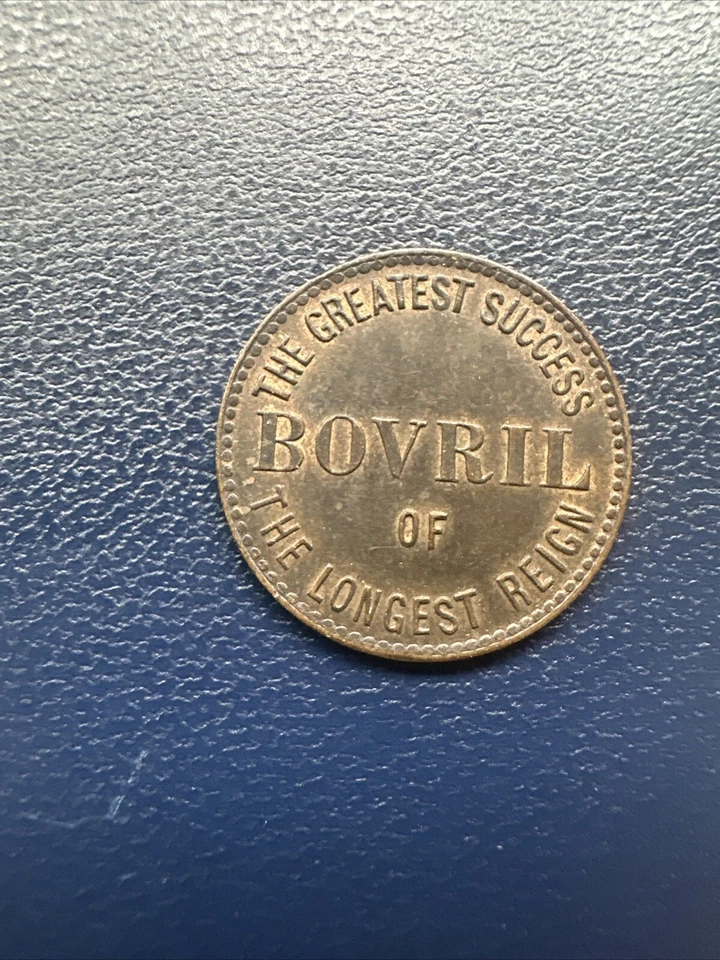 THE GREATEST SUCCESS
BOVRIL
OF
THE LONGEST REIGN